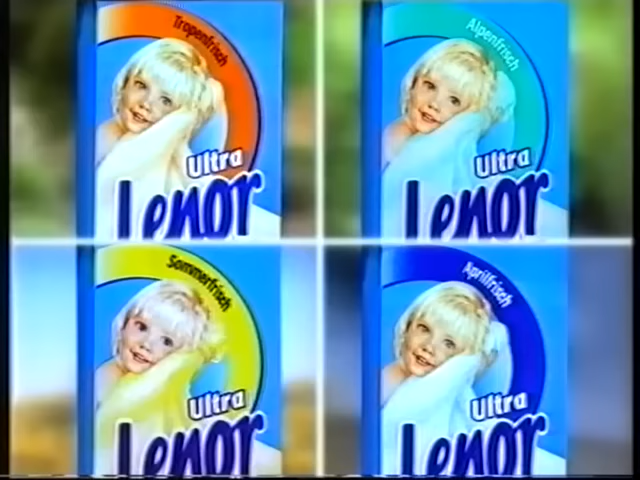 Tropenfrisch
Ultra
Lenor
Alpenfrisch
Ultra
Lenor
Sommerfrisch
Ultra
Lenor
Aprilfrisch
Ultra
Lenor